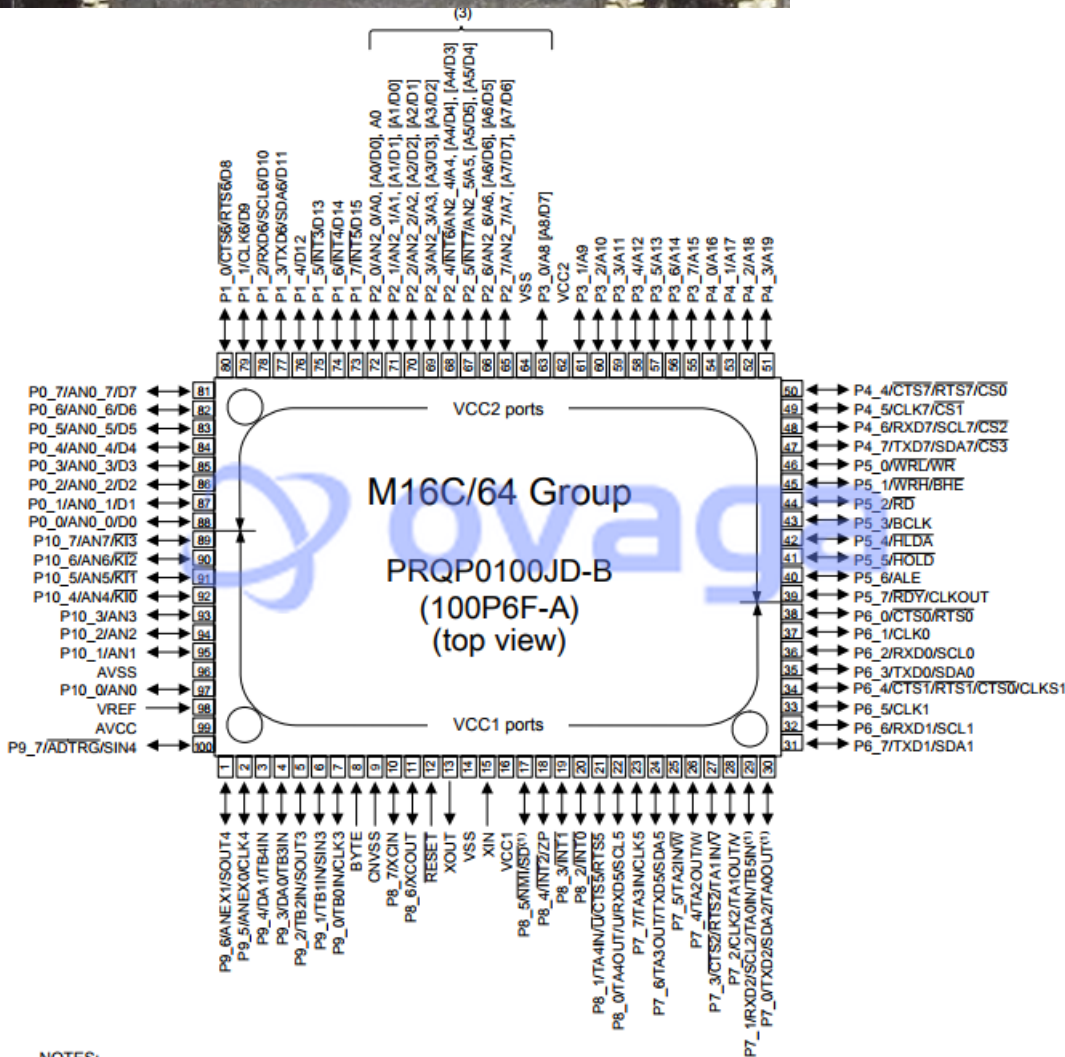 (3)
P1_0/CTS6/RTS6/D8
P1_1/CLK6/D9
P1_2/RXD6/SCL6/D10
P1_3/TXD6/SDA6/D11
P1_4/D12
P1_5/INT3/D13
P1_6/INT4/D14
P1_7/INT5/D15
P2_0/AN2_0/A0, [A0/D0], A0
P2_1/AN2_1/A1, [A1/D1], [A1/D0]
P2_2/AN2_2/A2, [A2/D2], [A2/D1]
P2_3/AN2_3/A3, [A3/D3], [A3/D2]
P2_4/INT6/AN2_4/A4, [A4/D4], [A4/D3]
P2_5/INT7/AN2_5/A5, [A5/D5], [A5/D4]
P2_6/AN2_6/A6, [A6/D6], [A6/D5]
P2_7/AN2_7/A7, [A7/D7], [A7/D6]
VSS
P3_0/A8 [A8/D7]
VCC2
P3_1/A9
P3_2/A10
P3_3/A11
P3_4/A12
P3_5/A13
P3_6/A14
P3_7/A15
P4_0/A16
P4_1/A17
P4_2/A18
P4_3/A19
80 79 78 77 76 75 74 73 72 71 70 69 68 67 66 65 64 63 62 61 60 59 58 57 56 55 54 53 52 51
P0_7/AN0_7/D7 81
P0_6/AN0_6/D6 82
P0_5/AN0_5/D5 83
P0_4/AN0_4/D4 84
P0_3/AN0_3/D3 85
P0_2/AN0_2/D2 86
P0_1/AN0_1/D1 87
P0_0/AN0_0/D0 88
P10_7/AN7/KI3 89
P10_6/AN6/KI2 90
P10_5/AN5/KI1 91
P10_4/AN4/KI0 92
P10_3/AN3 93
P10_2/AN2 94
P10_1/AN1 95
AVSS 96
P10_0/AN0 97
VREF 98
AVCC 99
P9_7/ADTRG/SIN4 100
VCC2 ports
M16C/64 Group
ovaga
PRQP0100JD-B
(100P6F-A)
(top view)
VCC1 ports
50 P4_4/CTS7/RTS7/CS0
49 P4_5/CLK7/CS1
48 P4_6/RXD7/SCL7/CS2
47 P4_7/TXD7/SDA7/CS3
46 P5_0/WRL/WR
45 P5_1/WRH/BHE
44 P5_2/RD
43 P5_3/BCLK
42 P5_4/HLDA
41 P5_5/HOLD
40 P5_6/ALE
39 P5_7/RDY/CLKOUT
38 P6_0/CTS0/RTS0
37 P6_1/CLK0
36 P6_2/RXD0/SCL0
35 P6_3/TXD0/SDA0
34 P6_4/CTS1/RTS1/CTS0/CLKS1
33 P6_5/CLK1
32 P6_6/RXD1/SCL1
31 P6_7/TXD1/SDA1
1 2 3 4 5 6 7 8 9 10 11 12 13 14 15 16 17 18 19 20 21 22 23 24 25 26 27 28 29 30
P9_6/ANEX1/SOUT4
P9_5/ANEX0/CLK4
P9_4/DA1/TB4IN
P9_3/DA0/TB3IN
P9_2/TB2IN/SOUT3
P9_1/TB1IN/SIN3
P9_0/TB0IN/CLK3
BYTE
CNVSS
P8_7/XCIN
P8_6/XCOUT
RESET
XOUT
VSS
XIN
VCC1
P8_5/NMI/SD(1)
P8_4/INT2/ZP
P8_3/INT1
P8_2/INT0
P8_1/TA4IN/U/CTS5/RTS5
P8_0/TA4OUT/U/RXD5/SCL5
P7_7/TA3IN/CLK5
P7_6/TA3OUT/TXD5/SDA5
P7_5/TA2IN/W
P7_4/TA2OUT/W
P7_3/CTS2/RTS2/TA1IN/V
P7_2/CLK2/TA1OUT/V
P7_1/RXD2/SCL2/TA0IN/TB5IN(1)
P7_0/TXD2/SDA2/TA0OUT(1)
NOTES: